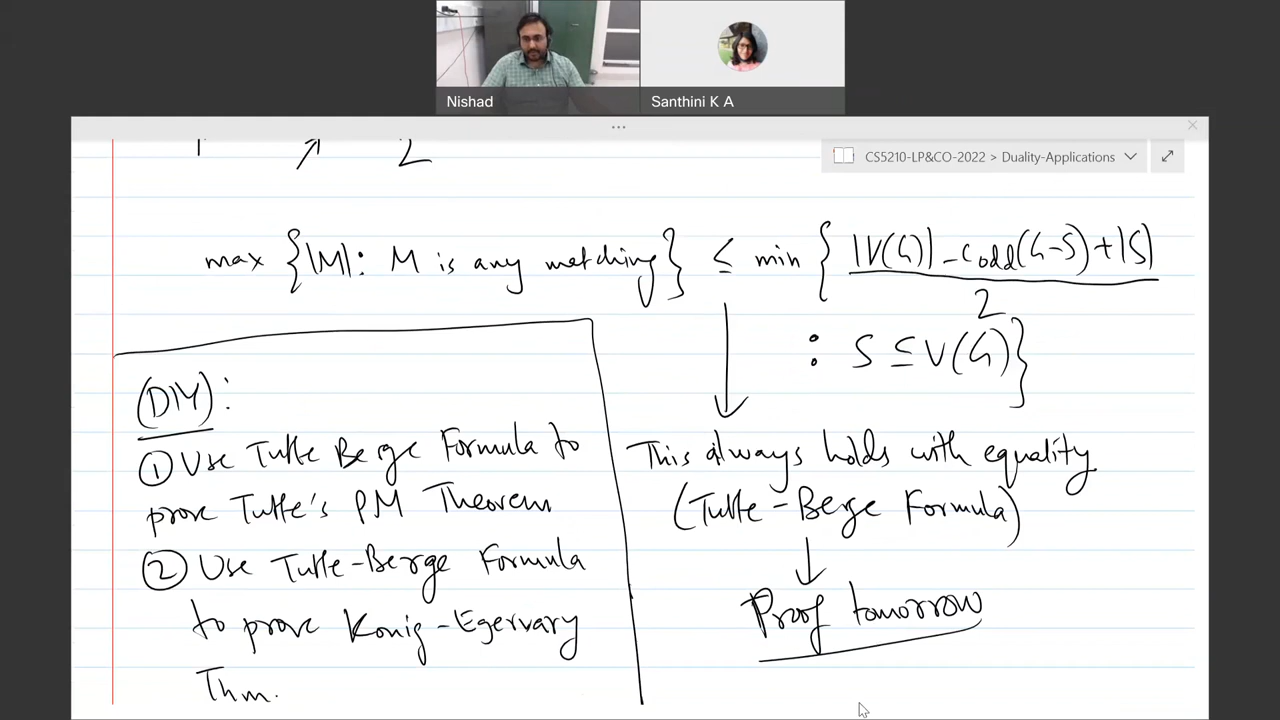 Nishad
Santhini K A
CS5210-LP&CO-2022 > Duality-Applications
2
max {|M|: M is any matching} ≤ min { |V(G)| - Codd(G-S) + |S|
2
: S ⊆ V(G)}
(DIY):
① Use Tutte Berge Formula to
prove Tutte's PM Theorem
② Use Tutte-Berge Formula
to prove Konig-Egervary
Thm.
This always holds with equality
(Tutte-Berge Formula)
Proof tomorrow